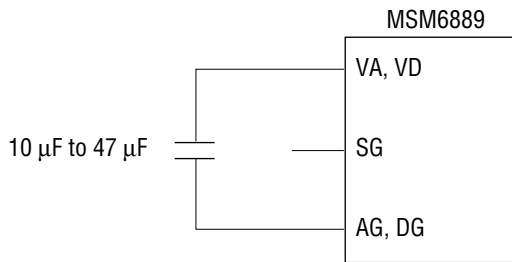 MSM6889
VA, VD
10 μF to 47 μF
SG
AG, DG